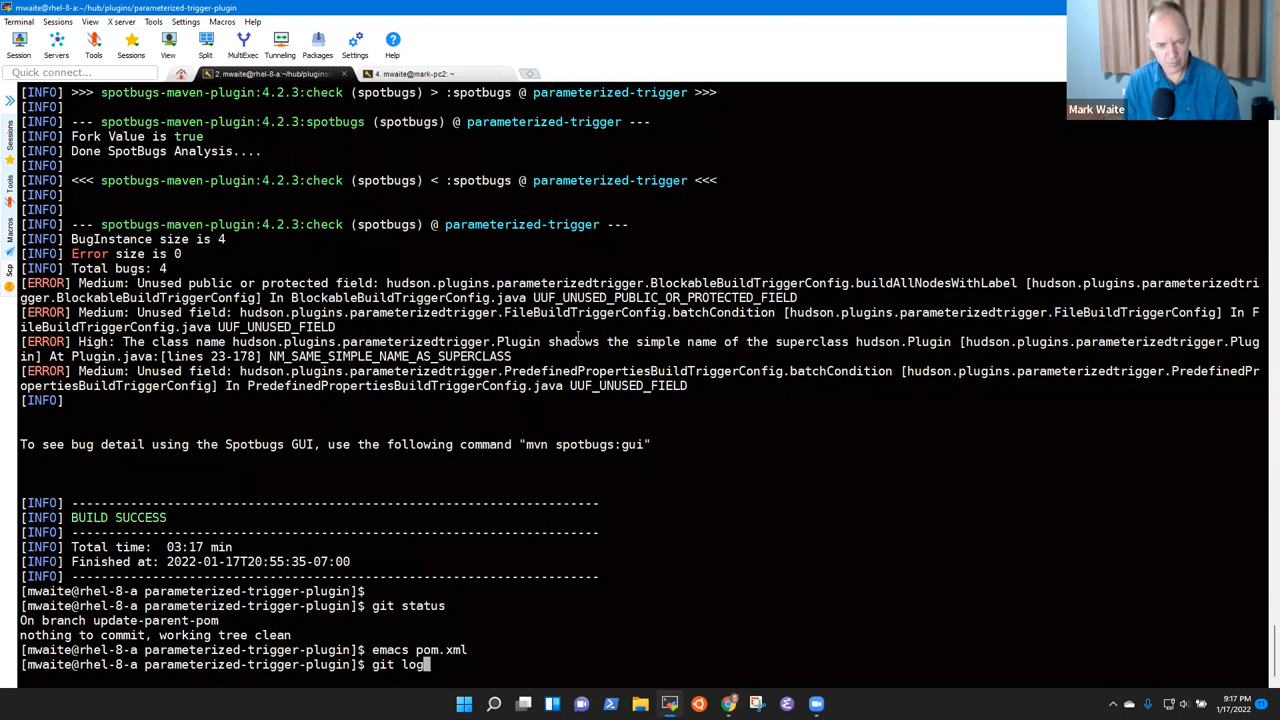 mwaite@rhel-8-a:~/hub/plugins/parameterized-trigger-plugin
Terminal Sessions View X server Tools Settings Macros Help
Session Servers Tools Sessions View Split MultiExec Tunneling Packages Settings Help
Quick connect...
2. mwaite@rhel-8-a:~/hub/plugins/
4. mwaite@mark-pc2: ~
Mark Waite
Sessions
Tools
Macros
Scp
[INFO] >>> spotbugs-maven-plugin:4.2.3:check (spotbugs) > :spotbugs @ parameterized-trigger >>>
[INFO]
[INFO] --- spotbugs-maven-plugin:4.2.3:spotbugs (spotbugs) @ parameterized-trigger ---
[INFO] Fork Value is true
[INFO] Done SpotBugs Analysis....
[INFO]
[INFO] <<< spotbugs-maven-plugin:4.2.3:check (spotbugs) < :spotbugs @ parameterized-trigger <<<
[INFO]
[INFO]
[INFO] --- spotbugs-maven-plugin:4.2.3:check (spotbugs) @ parameterized-trigger ---
[INFO] BugInstance size is 4
[INFO] Error size is 0
[INFO] Total bugs: 4
[ERROR] Medium: Unused public or protected field: hudson.plugins.parameterizedtrigger.BlockableBuildTriggerConfig.buildAllNodesWithLabel [hudson.plugins.parameterizedtri
gger.BlockableBuildTriggerConfig] In BlockableBuildTriggerConfig.java UUF_UNUSED_PUBLIC_OR_PROTECTED_FIELD
[ERROR] Medium: Unused field: hudson.plugins.parameterizedtrigger.FileBuildTriggerConfig.batchCondition [hudson.plugins.parameterizedtrigger.FileBuildTriggerConfig] In F
ileBuildTriggerConfig.java UUF_UNUSED_FIELD
[ERROR] High: The class name hudson.plugins.parameterizedtrigger.Plugin shadows the simple name of the superclass hudson.Plugin [hudson.plugins.parameterizedtrigger.Plug
in] At Plugin.java:[lines 23-178] NM_SAME_SIMPLE_NAME_AS_SUPERCLASS
[ERROR] Medium: Unused field: hudson.plugins.parameterizedtrigger.PredefinedPropertiesBuildTriggerConfig.batchCondition [hudson.plugins.parameterizedtrigger.PredefinedPr
opertiesBuildTriggerConfig] In PredefinedPropertiesBuildTriggerConfig.java UUF_UNUSED_FIELD
[INFO]
To see bug detail using the Spotbugs GUI, use the following command "mvn spotbugs:gui"
[INFO] ------------------------------------------------------------------------
[INFO] BUILD SUCCESS
[INFO] ------------------------------------------------------------------------
[INFO] Total time:  03:17 min
[INFO] Finished at: 2022-01-17T20:55:35-07:00
[INFO] ------------------------------------------------------------------------
[mwaite@rhel-8-a parameterized-trigger-plugin]$
[mwaite@rhel-8-a parameterized-trigger-plugin]$ git status
On branch update-parent-pom
nothing to commit, working tree clean
[mwaite@rhel-8-a parameterized-trigger-plugin]$ emacs pom.xml
[mwaite@rhel-8-a parameterized-trigger-plugin]$ git log
9:17 PM
1/17/2022